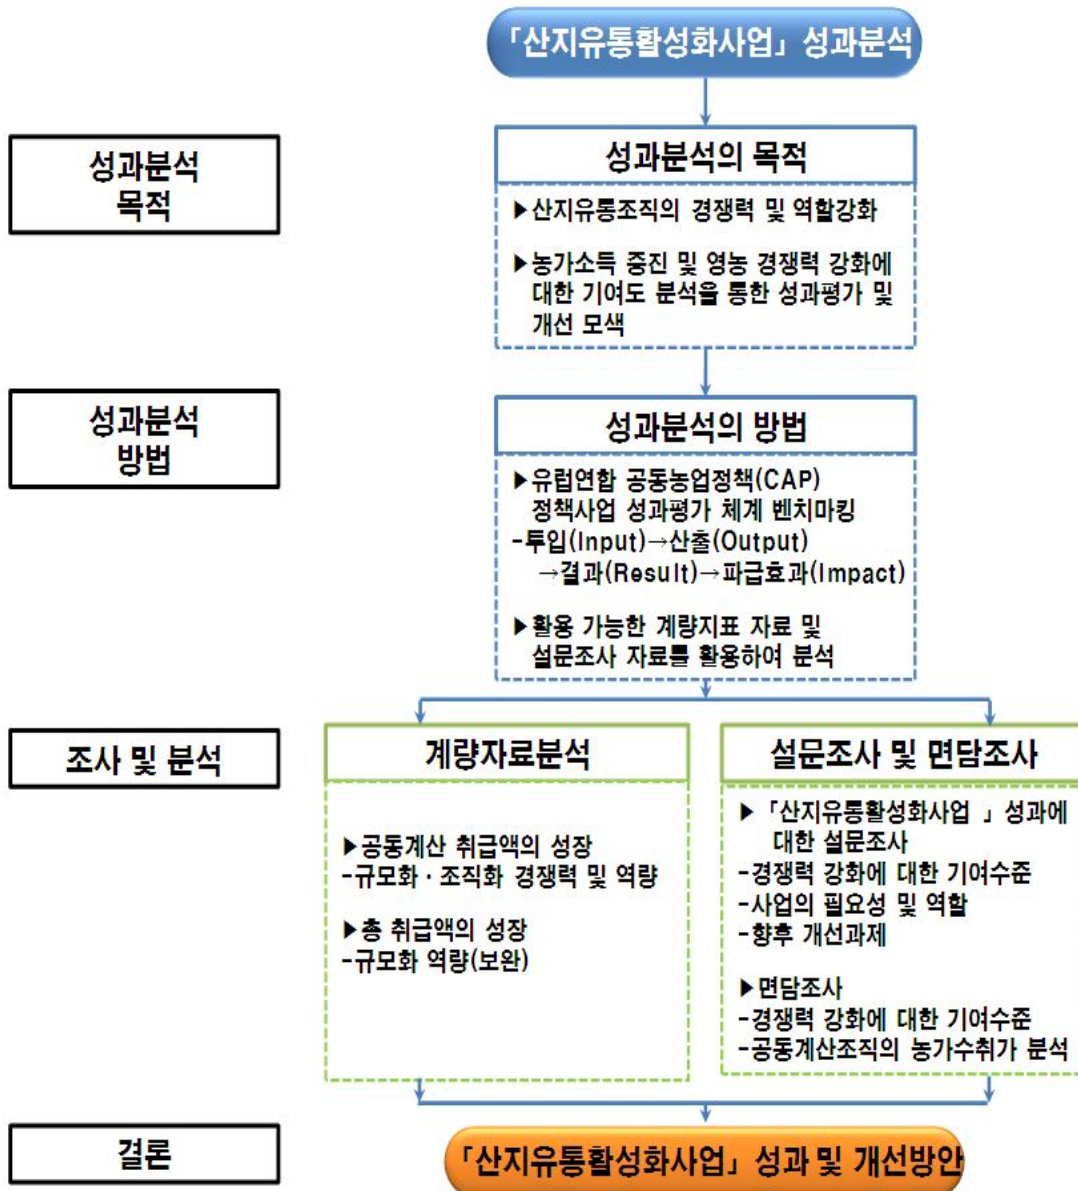 「산지유통활성화사업」 성과분석
성과분석
목적
성과분석의 목적
▶산지유통조직의 경쟁력 및 역할강화
▶농가소득 증진 및 영농 경쟁력 강화에
대한 기여도 분석을 통한 성과평가 및
개선 모색
성과분석
방법
성과분석의 방법
▶유럽연합 공동농업정책(CAP)
정책사업 성과평가 체계 벤치마킹
-투입(Input)→산출(Output)
→결과(Result)→파급효과(Impact)
▶활용 가능한 계량지표 자료 및
설문조사 자료를 활용하여 분석
조사 및 분석
계량자료분석
▶공동계산 취급액의 성장
-규모화·조직화 경쟁력 및 역량
▶총 취급액의 성장
-규모화 역량(보완)
설문조사 및 면담조사
▶「산지유통활성화사업 」성과에
대한 설문조사
-경쟁력 강화에 대한 기여수준
-사업의 필요성 및 역할
-향후 개선과제
▶면담조사
-경쟁력 강화에 대한 기여수준
-공동계산조직의 농가수취가 분석
결론
「산지유통활성화사업」 성과 및 개선방안